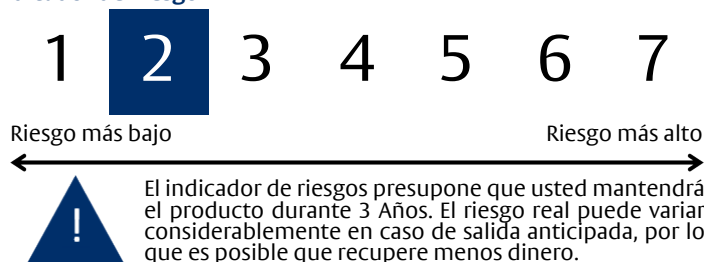 1 2 3 4 5 6 7
Riesgo más bajo Riesgo más alto
!
El indicador de riesgos presupone que usted mantendrá
el producto durante 3 Años. El riesgo real puede variar
considerablemente en caso de salida anticipada, por lo
que es posible que recupere menos dinero.